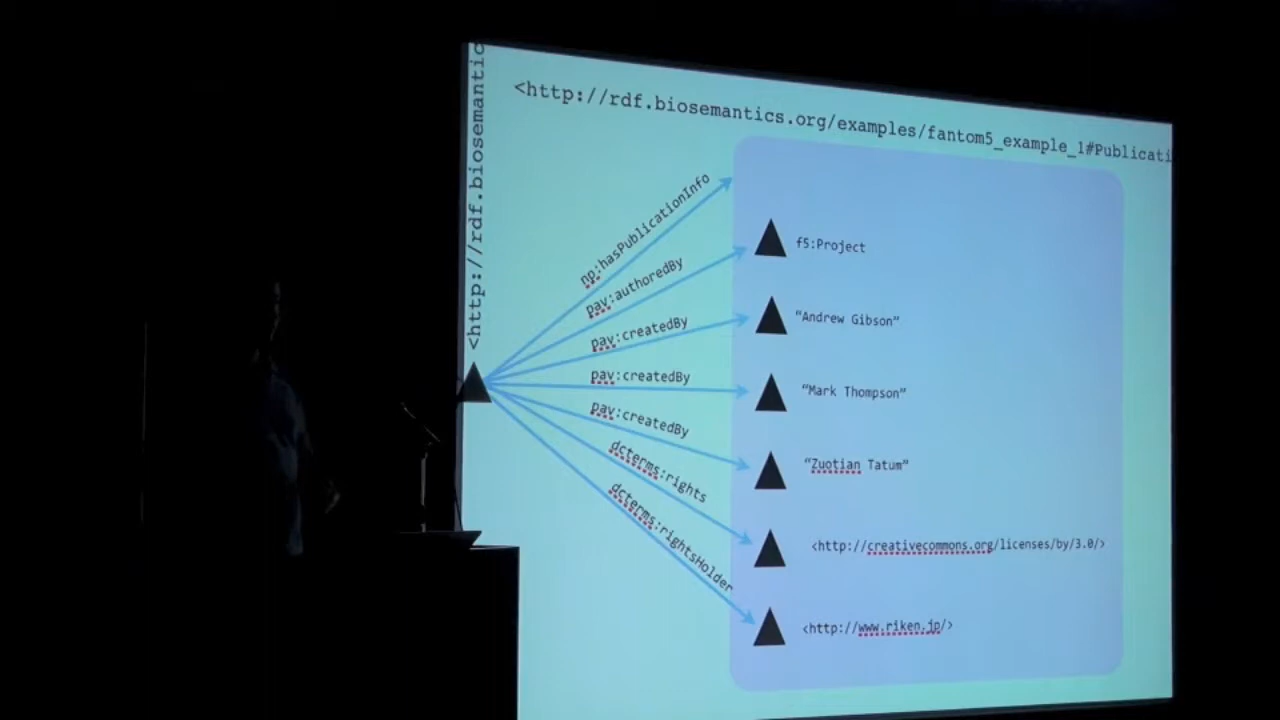 <http://rdf.biosemantic
<http://rdf.biosemantics.org/examples/fantom5_example_1#Publicati
np:hasPublicationInfo
pav:authoredBy
f5:Project
pav:createdBy
“Andrew Gibson”
pav:createdBy
“Mark Thompson”
pav:createdBy
“Zuotian Tatum”
dcterms:rights
<http://creativecommons.org/licenses/by/3.0/>
dcterms:rightsHolder
<http://www.riken.jp/>